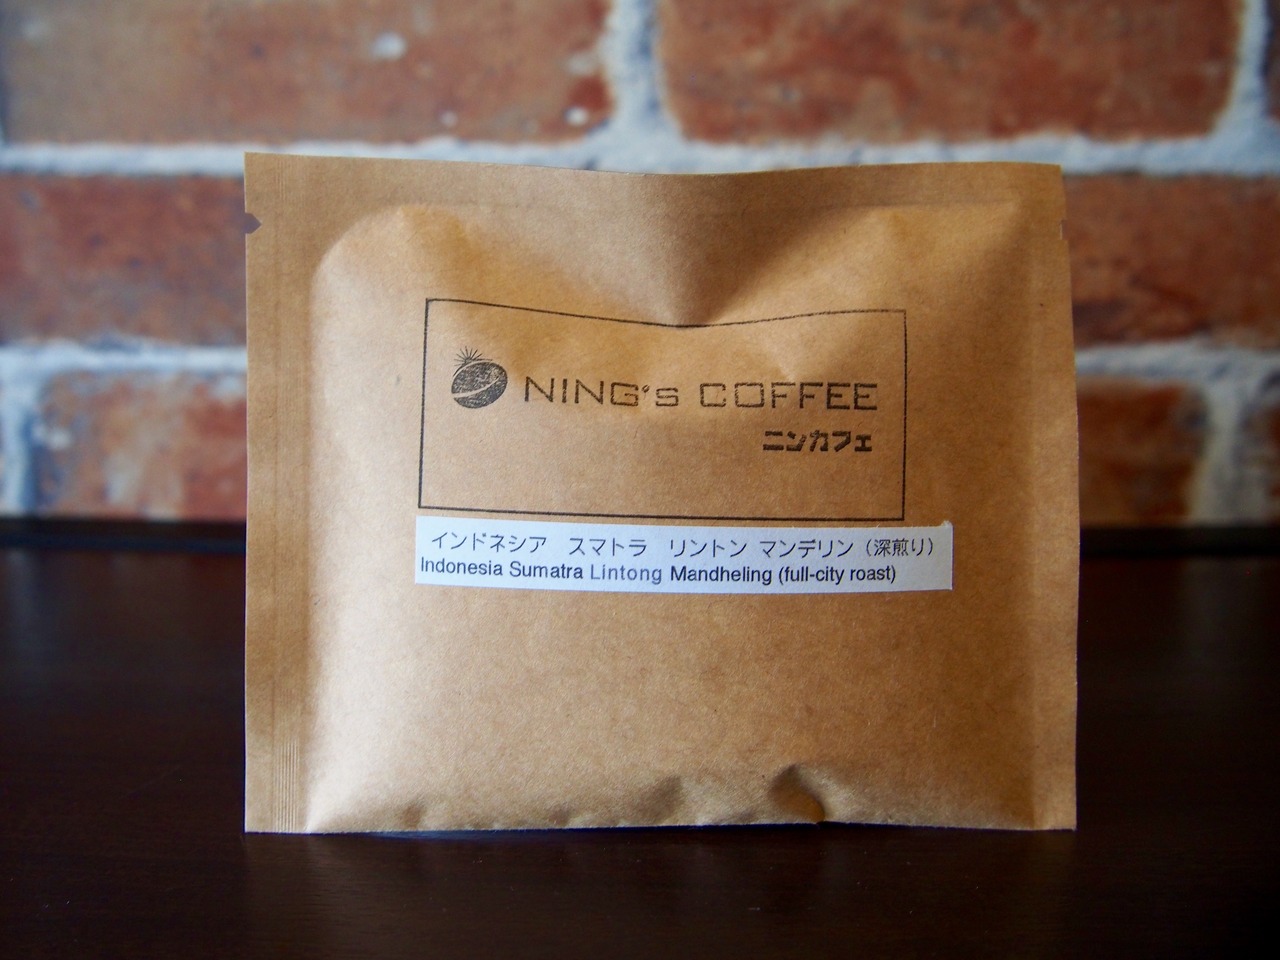 NING's COFFEE
ニンカフェ
インドネシア　スマトラ　リントン マンデリン（深煎り）
Indonesia Sumatra Lintong Mandheling (full-city roast)